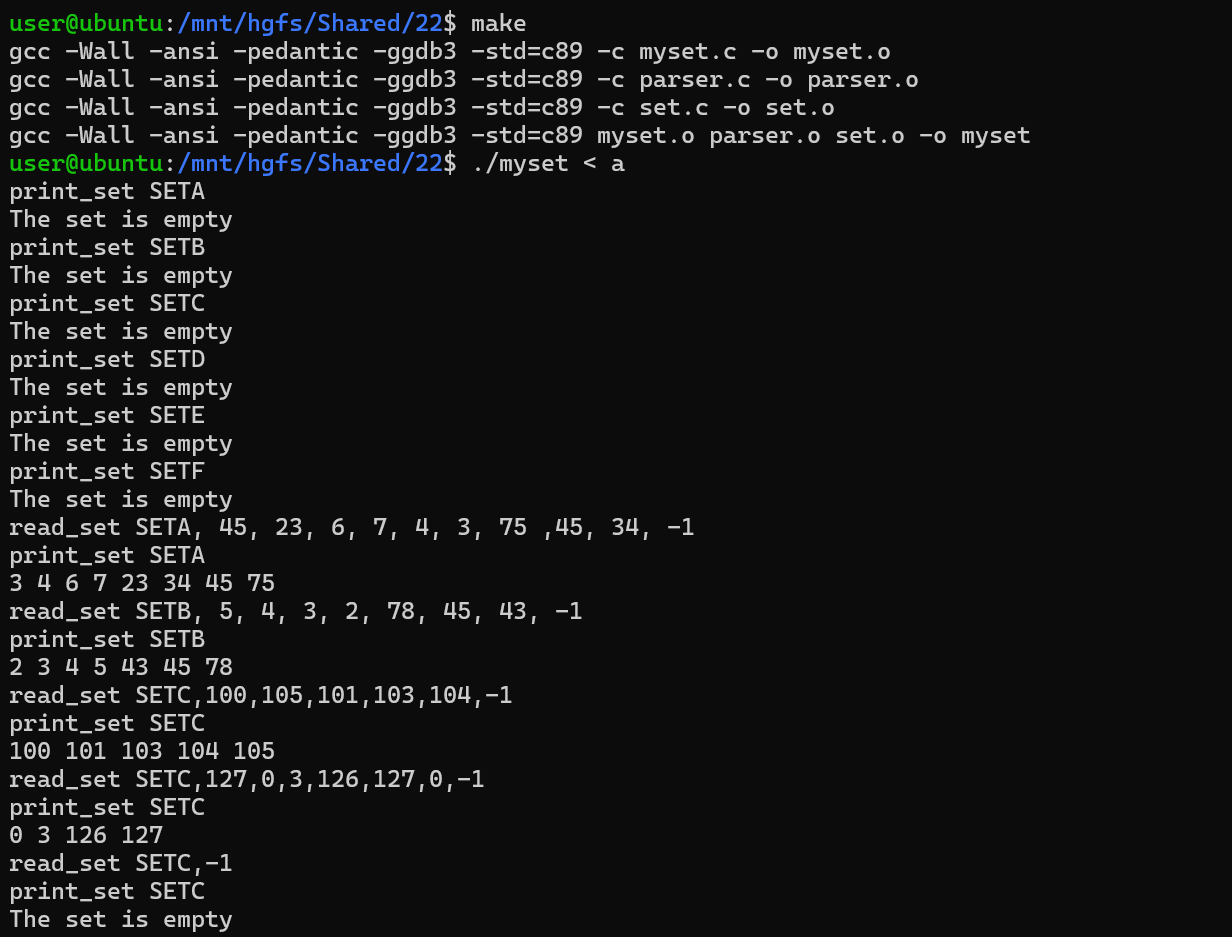 user@ubuntu:/mnt/hgfs/Shared/22$ make
gcc -Wall -ansi -pedantic -ggdb3 -std=c89 -c myset.c -o myset.o
gcc -Wall -ansi -pedantic -ggdb3 -std=c89 -c parser.c -o parser.o
gcc -Wall -ansi -pedantic -ggdb3 -std=c89 -c set.c -o set.o
gcc -Wall -ansi -pedantic -ggdb3 -std=c89 myset.o parser.o set.o -o myset
user@ubuntu:/mnt/hgfs/Shared/22$ ./myset < a
print_set SETA
The set is empty
print_set SETB
The set is empty
print_set SETC
The set is empty
print_set SETD
The set is empty
print_set SETE
The set is empty
print_set SETF
The set is empty
read_set SETA, 45, 23, 6, 7, 4, 3, 75 ,45, 34, -1
print_set SETA
3 4 6 7 23 34 45 75
read_set SETB, 5, 4, 3, 2, 78, 45, 43, -1
print_set SETB
2 3 4 5 43 45 78
read_set SETC,100,105,101,103,104,-1
print_set SETC
100 101 103 104 105
read_set SETC,127,0,3,126,127,0,-1
print_set SETC
0 3 126 127
read_set SETC,-1
print_set SETC
The set is empty